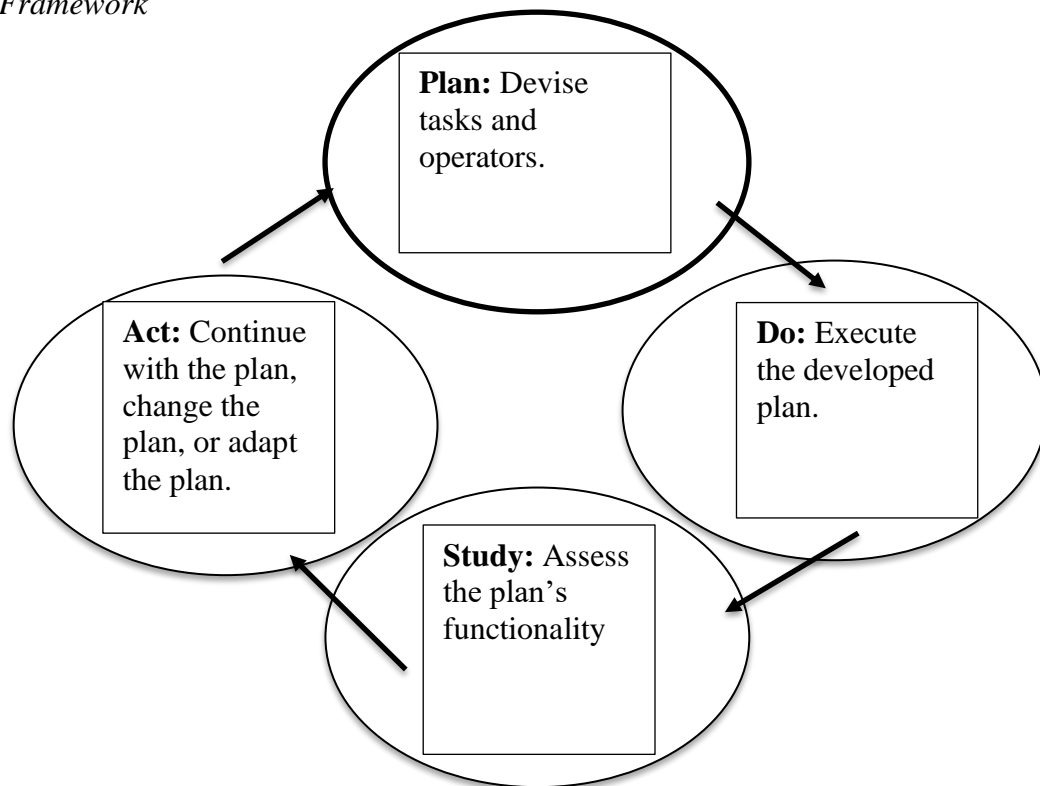 Framework
Plan: Devise
tasks and
operators.
Act: Continue
with the plan,
change the
plan, or adapt
the plan.
Do: Execute
the developed
plan.
Study: Assess
the plan’s
functionality